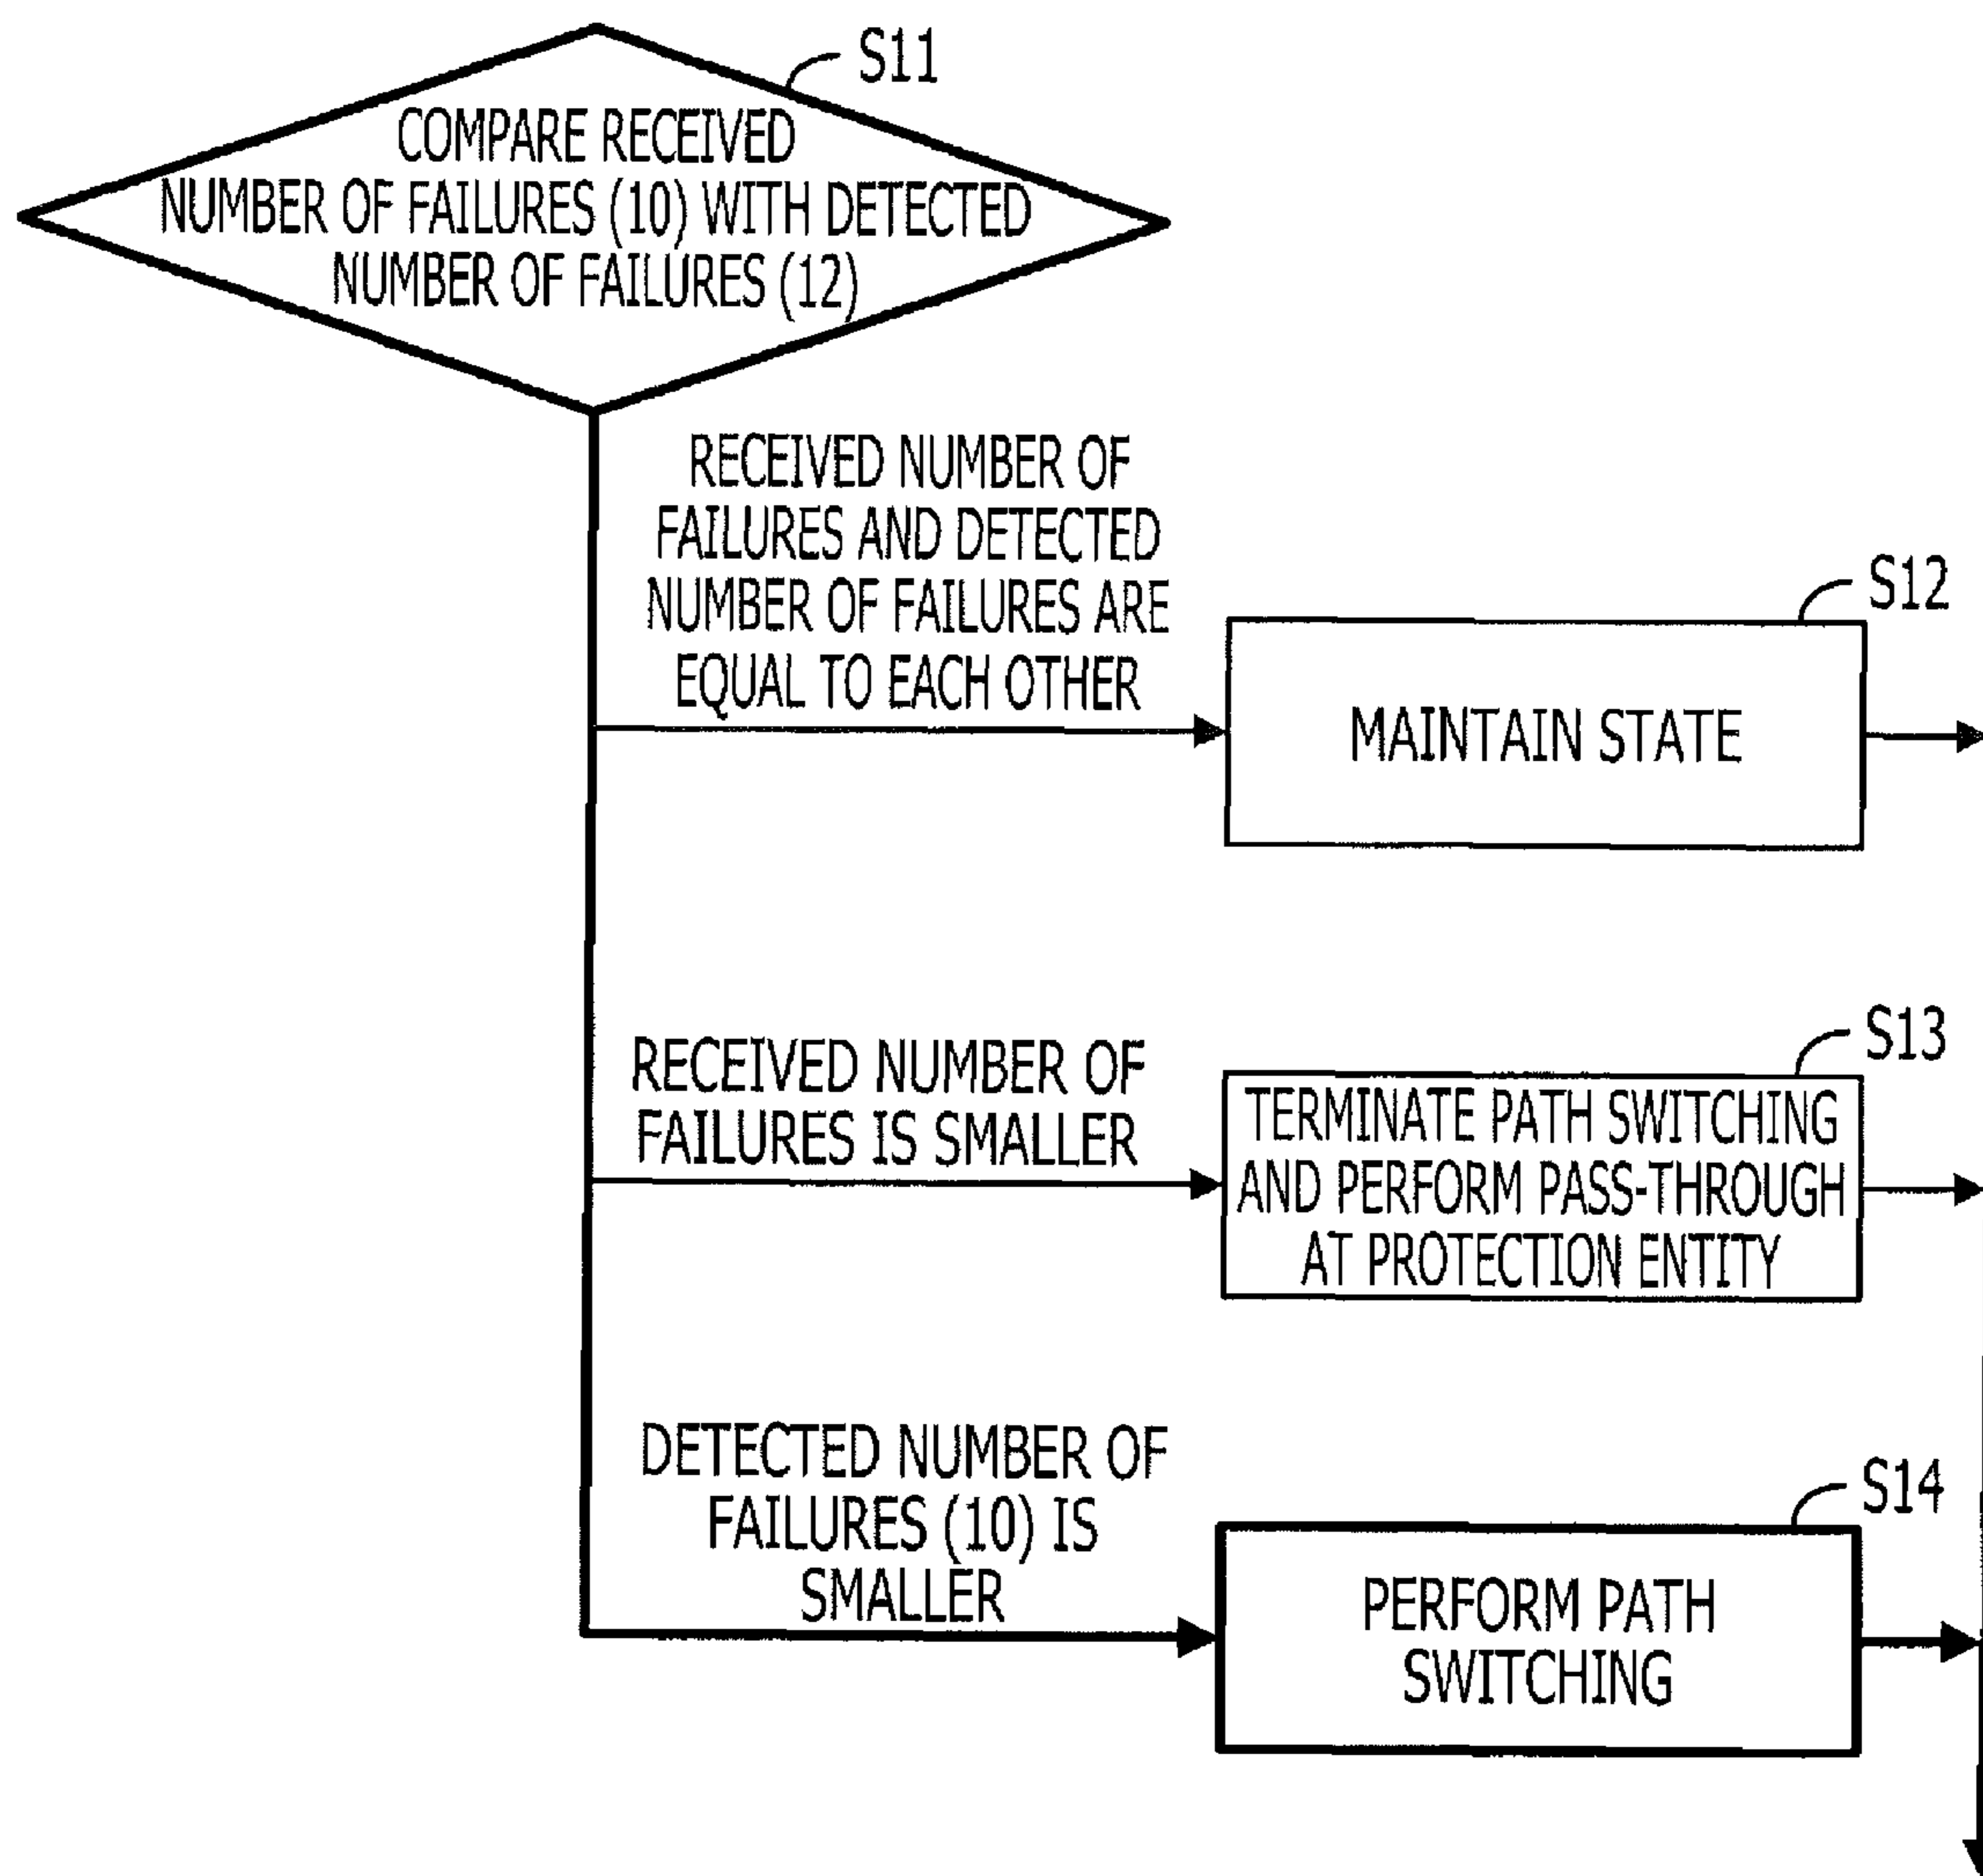 S11
COMPARE RECEIVED
NUMBER OF FAILURES (10) WITH DETECTED
NUMBER OF FAILURES (12)
RECEIVED NUMBER OF
FAILURES AND DETECTED
NUMBER OF FAILURES ARE
EQUAL TO EACH OTHER
S12
MAINTAIN STATE
RECEIVED NUMBER OF
FAILURES IS SMALLER
S13
TERMINATE PATH SWITCHING
AND PERFORM PASS-THROUGH
AT PROTECTION ENTITY
DETECTED NUMBER OF
FAILURES (10) IS
SMALLER
S14
PERFORM PATH
SWITCHING